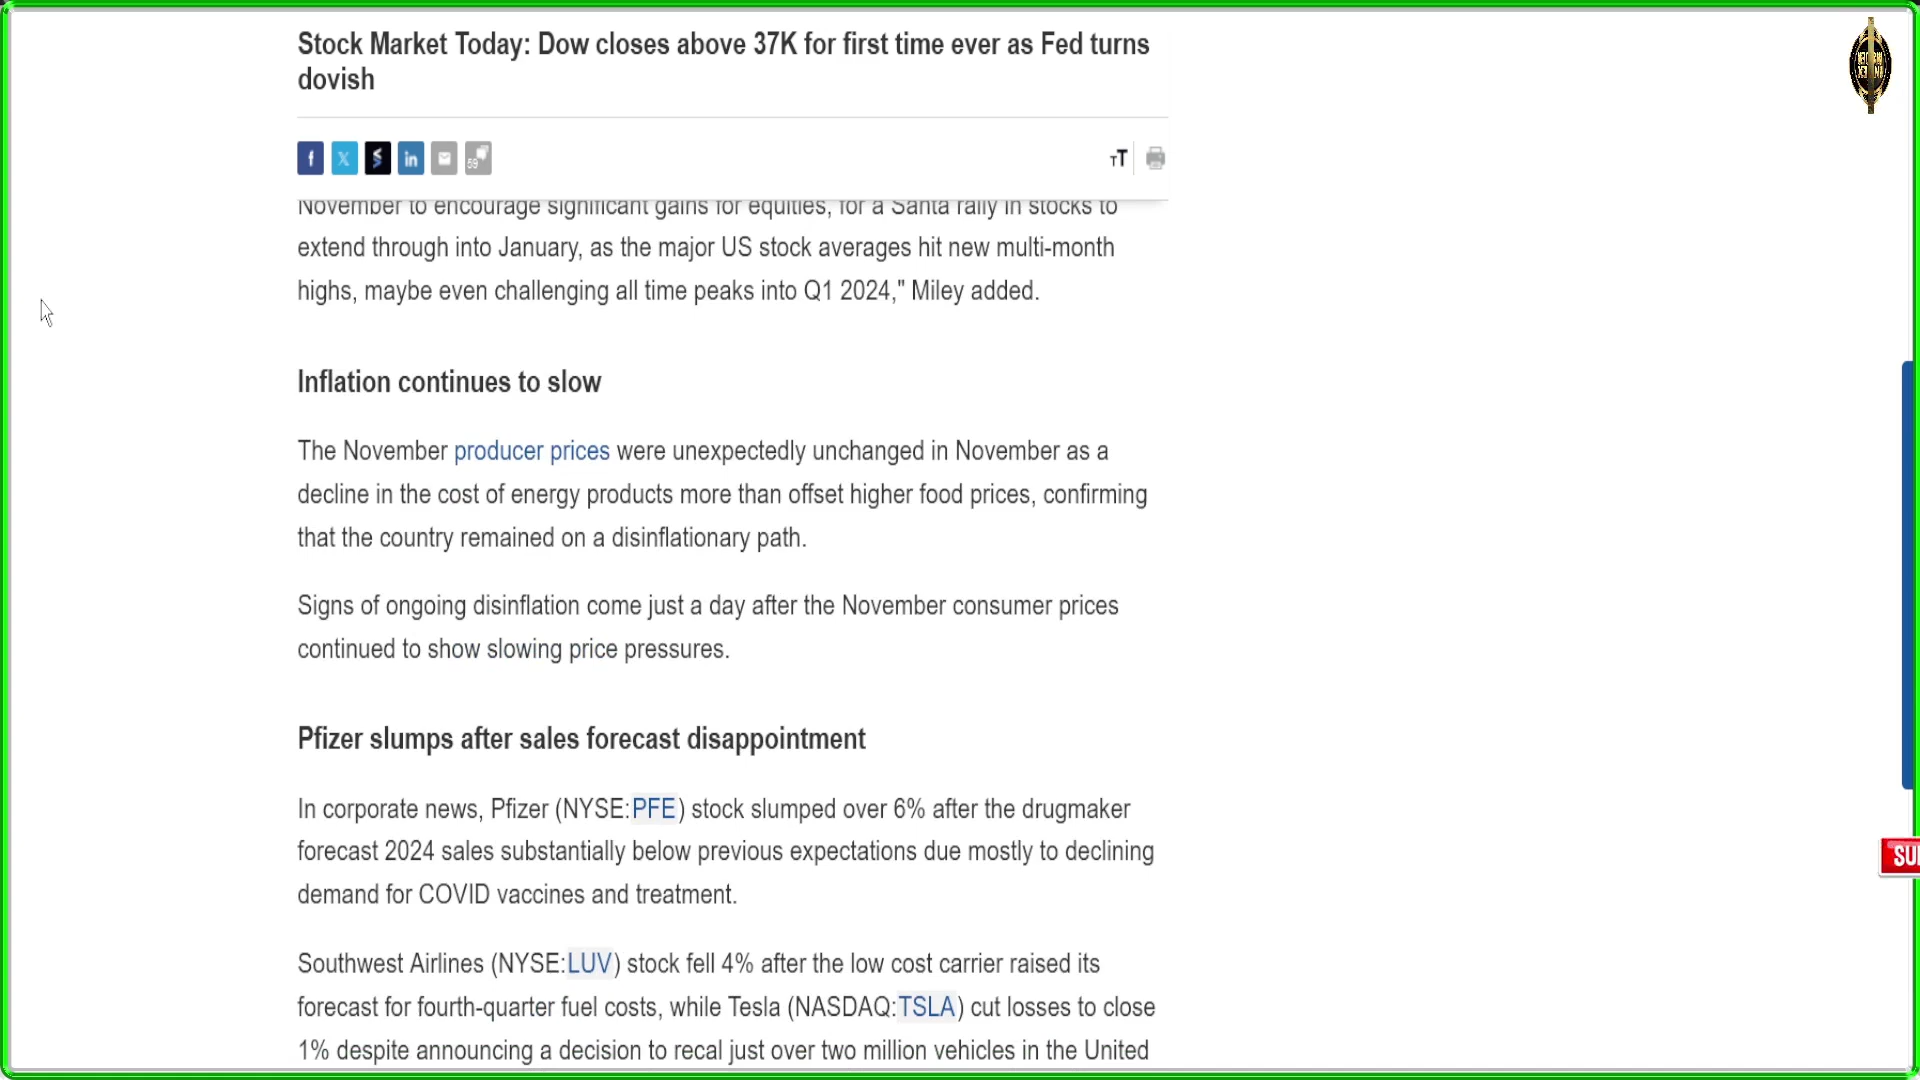 Stock Market Today: Dow closes above 37K for first time ever as Fed turns
dovish
59
TT
November to encourage significant gains for equities, for a Santa rally in stocks to
extend through into January, as the major US stock averages hit new multi-month
highs, maybe even challenging all time peaks into Q1 2024," Miley added.
Inflation continues to slow
The November producer prices were unexpectedly unchanged in November as a
decline in the cost of energy products more than offset higher food prices, confirming
that the country remained on a disinflationary path.
Signs of ongoing disinflation come just a day after the November consumer prices
continued to show slowing price pressures.
Pfizer slumps after sales forecast disappointment
In corporate news, Pfizer (NYSE:PFE) stock slumped over 6% after the drugmaker
forecast 2024 sales substantially below previous expectations due mostly to declining
demand for COVID vaccines and treatment.
SU
Southwest Airlines (NYSE:LUV) stock fell 4% after the low cost carrier raised its
forecast for fourth-quarter fuel costs, while Tesla (NASDAQ:TSLA) cut losses to close
1% despite announcing a decision to recal just over two million vehicles in the United